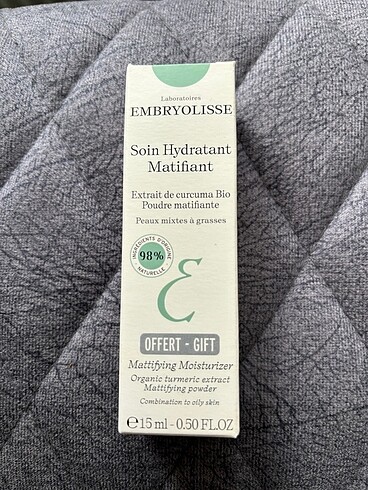 Laboratoires
EMBRYOLISSE
Soin Hydratant
Matifiant
Extrait de curcuma Bio
Poudre matifiante
Peaux mixtes à grasses
INGRÉDIENTS D'ORIGINE
98%
NATURELLE
E
OFFERT - GIFT
Mattifying Moisturizer
Organic turmeric extract
Mattifying powder
Combination to oily skin
℮15 ml - 0.50 FL.OZ